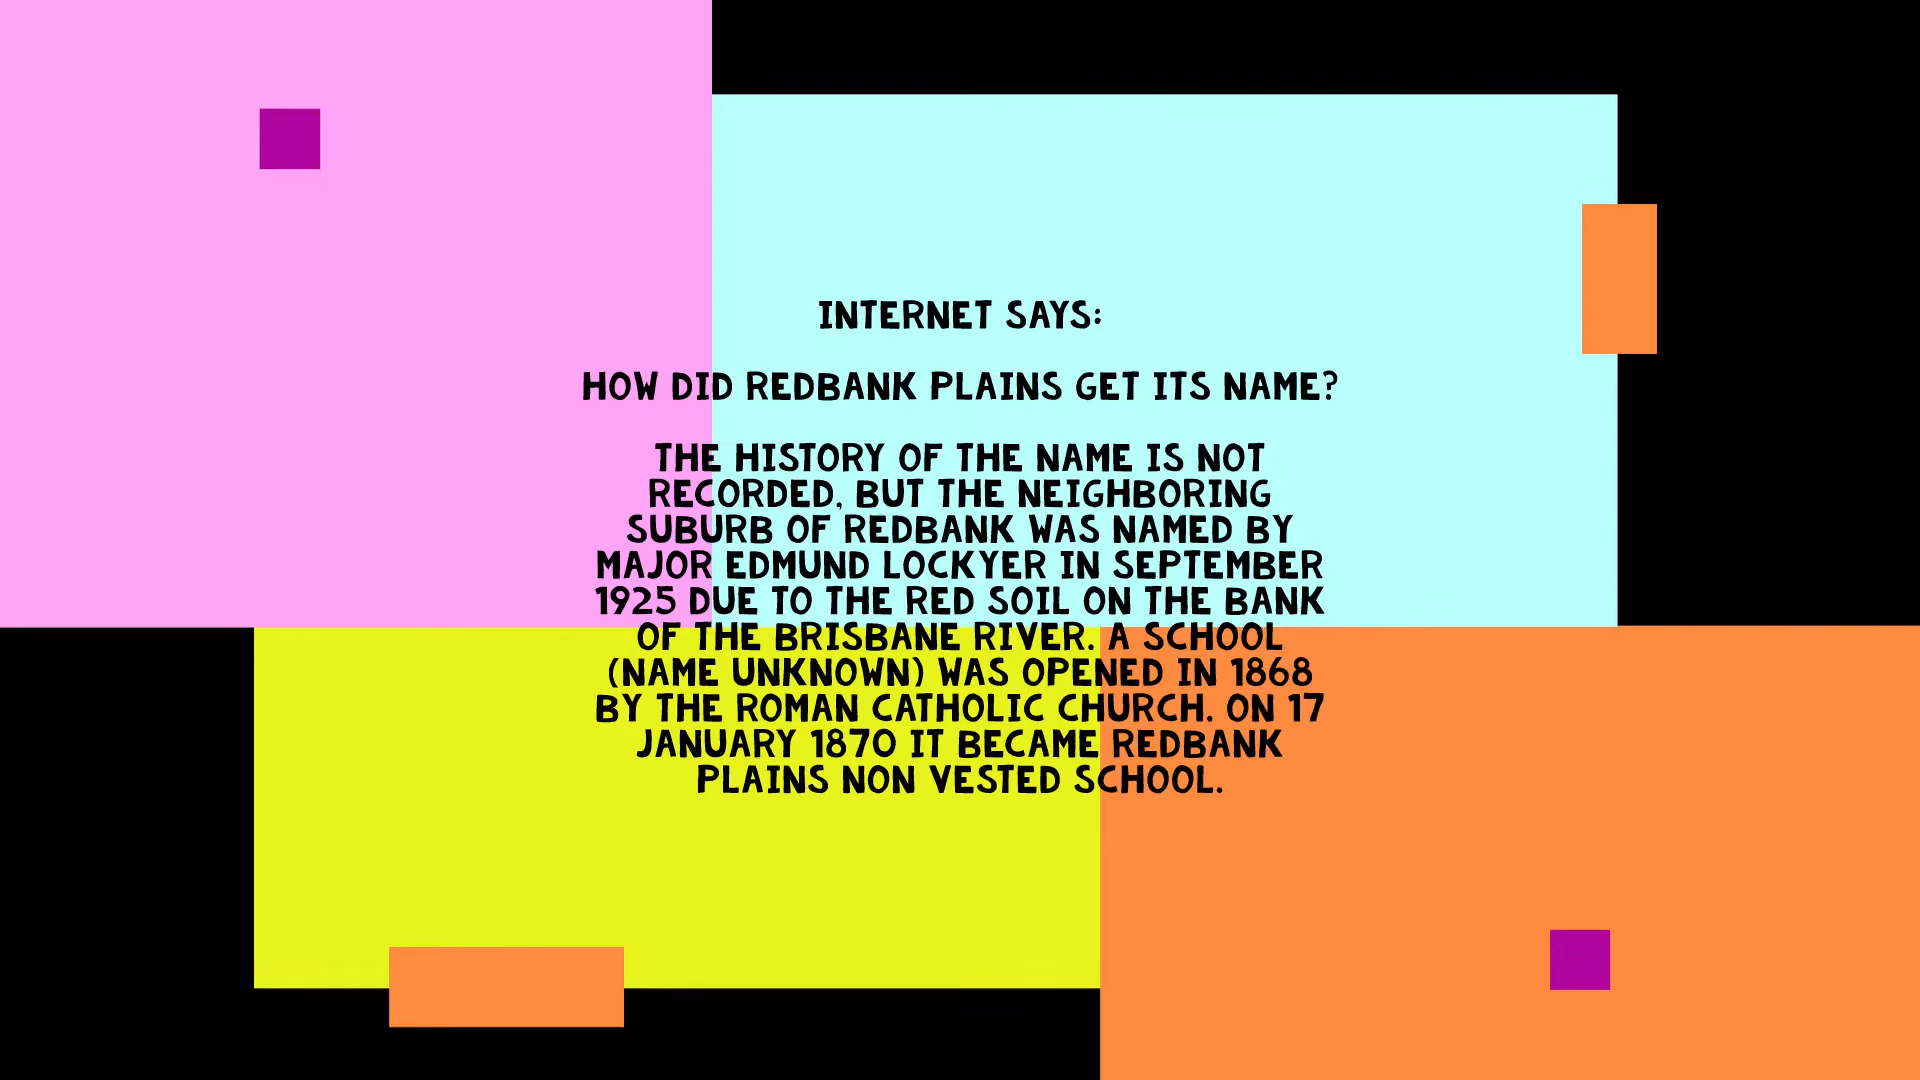 INTERNET SAYS:
HOW DID REDBANK PLAINS GET ITS NAME?
THE HISTORY OF THE NAME IS NOT
RECORDED, BUT THE NEIGHBORING
SUBURB OF REDBANK WAS NAMED BY
MAJOR EDMUND LOCKYER IN SEPTEMBER
1925 DUE TO THE RED SOIL ON THE BANK
OF THE BRISBANE RIVER. A SCHOOL
(NAME UNKNOWN) WAS OPENED IN 1868
BY THE ROMAN CATHOLIC CHURCH. ON 17
JANUARY 1870 IT BECAME REDBANK
PLAINS NON VESTED SCHOOL.